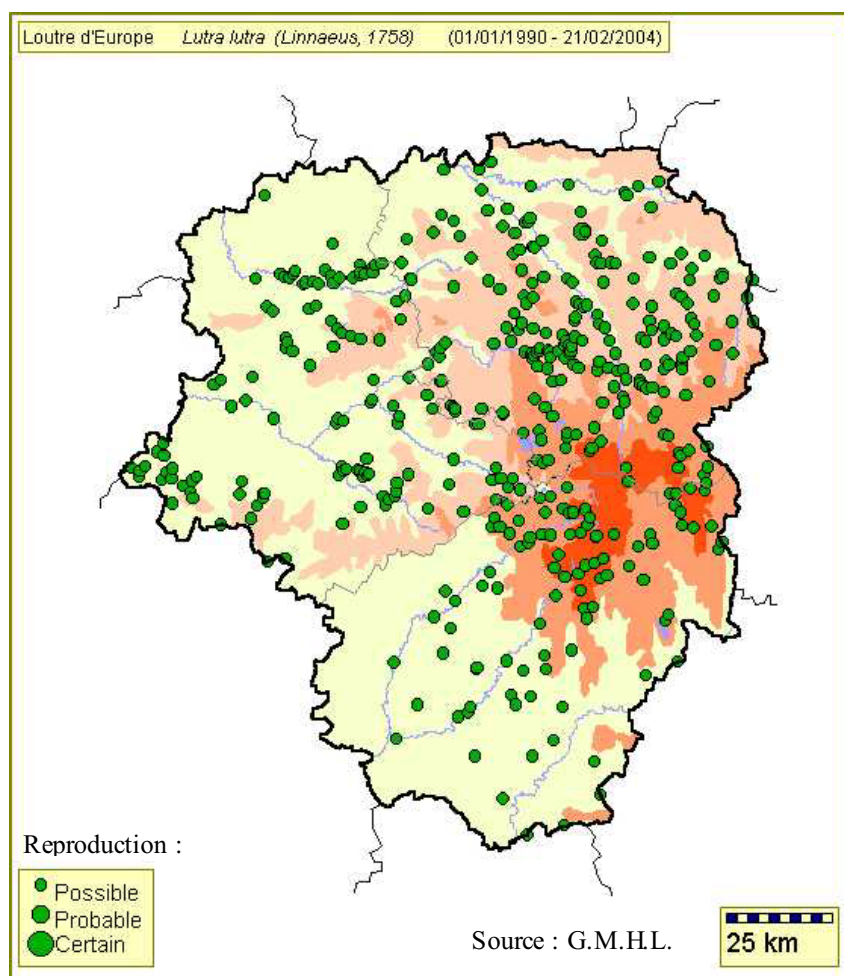 Loutre d'Europe Lutra lutra (Linnaeus, 1758) (01/01/1990 - 21/02/2004)
Reproduction :
Possible
Probable
Certain
Source : G.M.H.L.
25 km